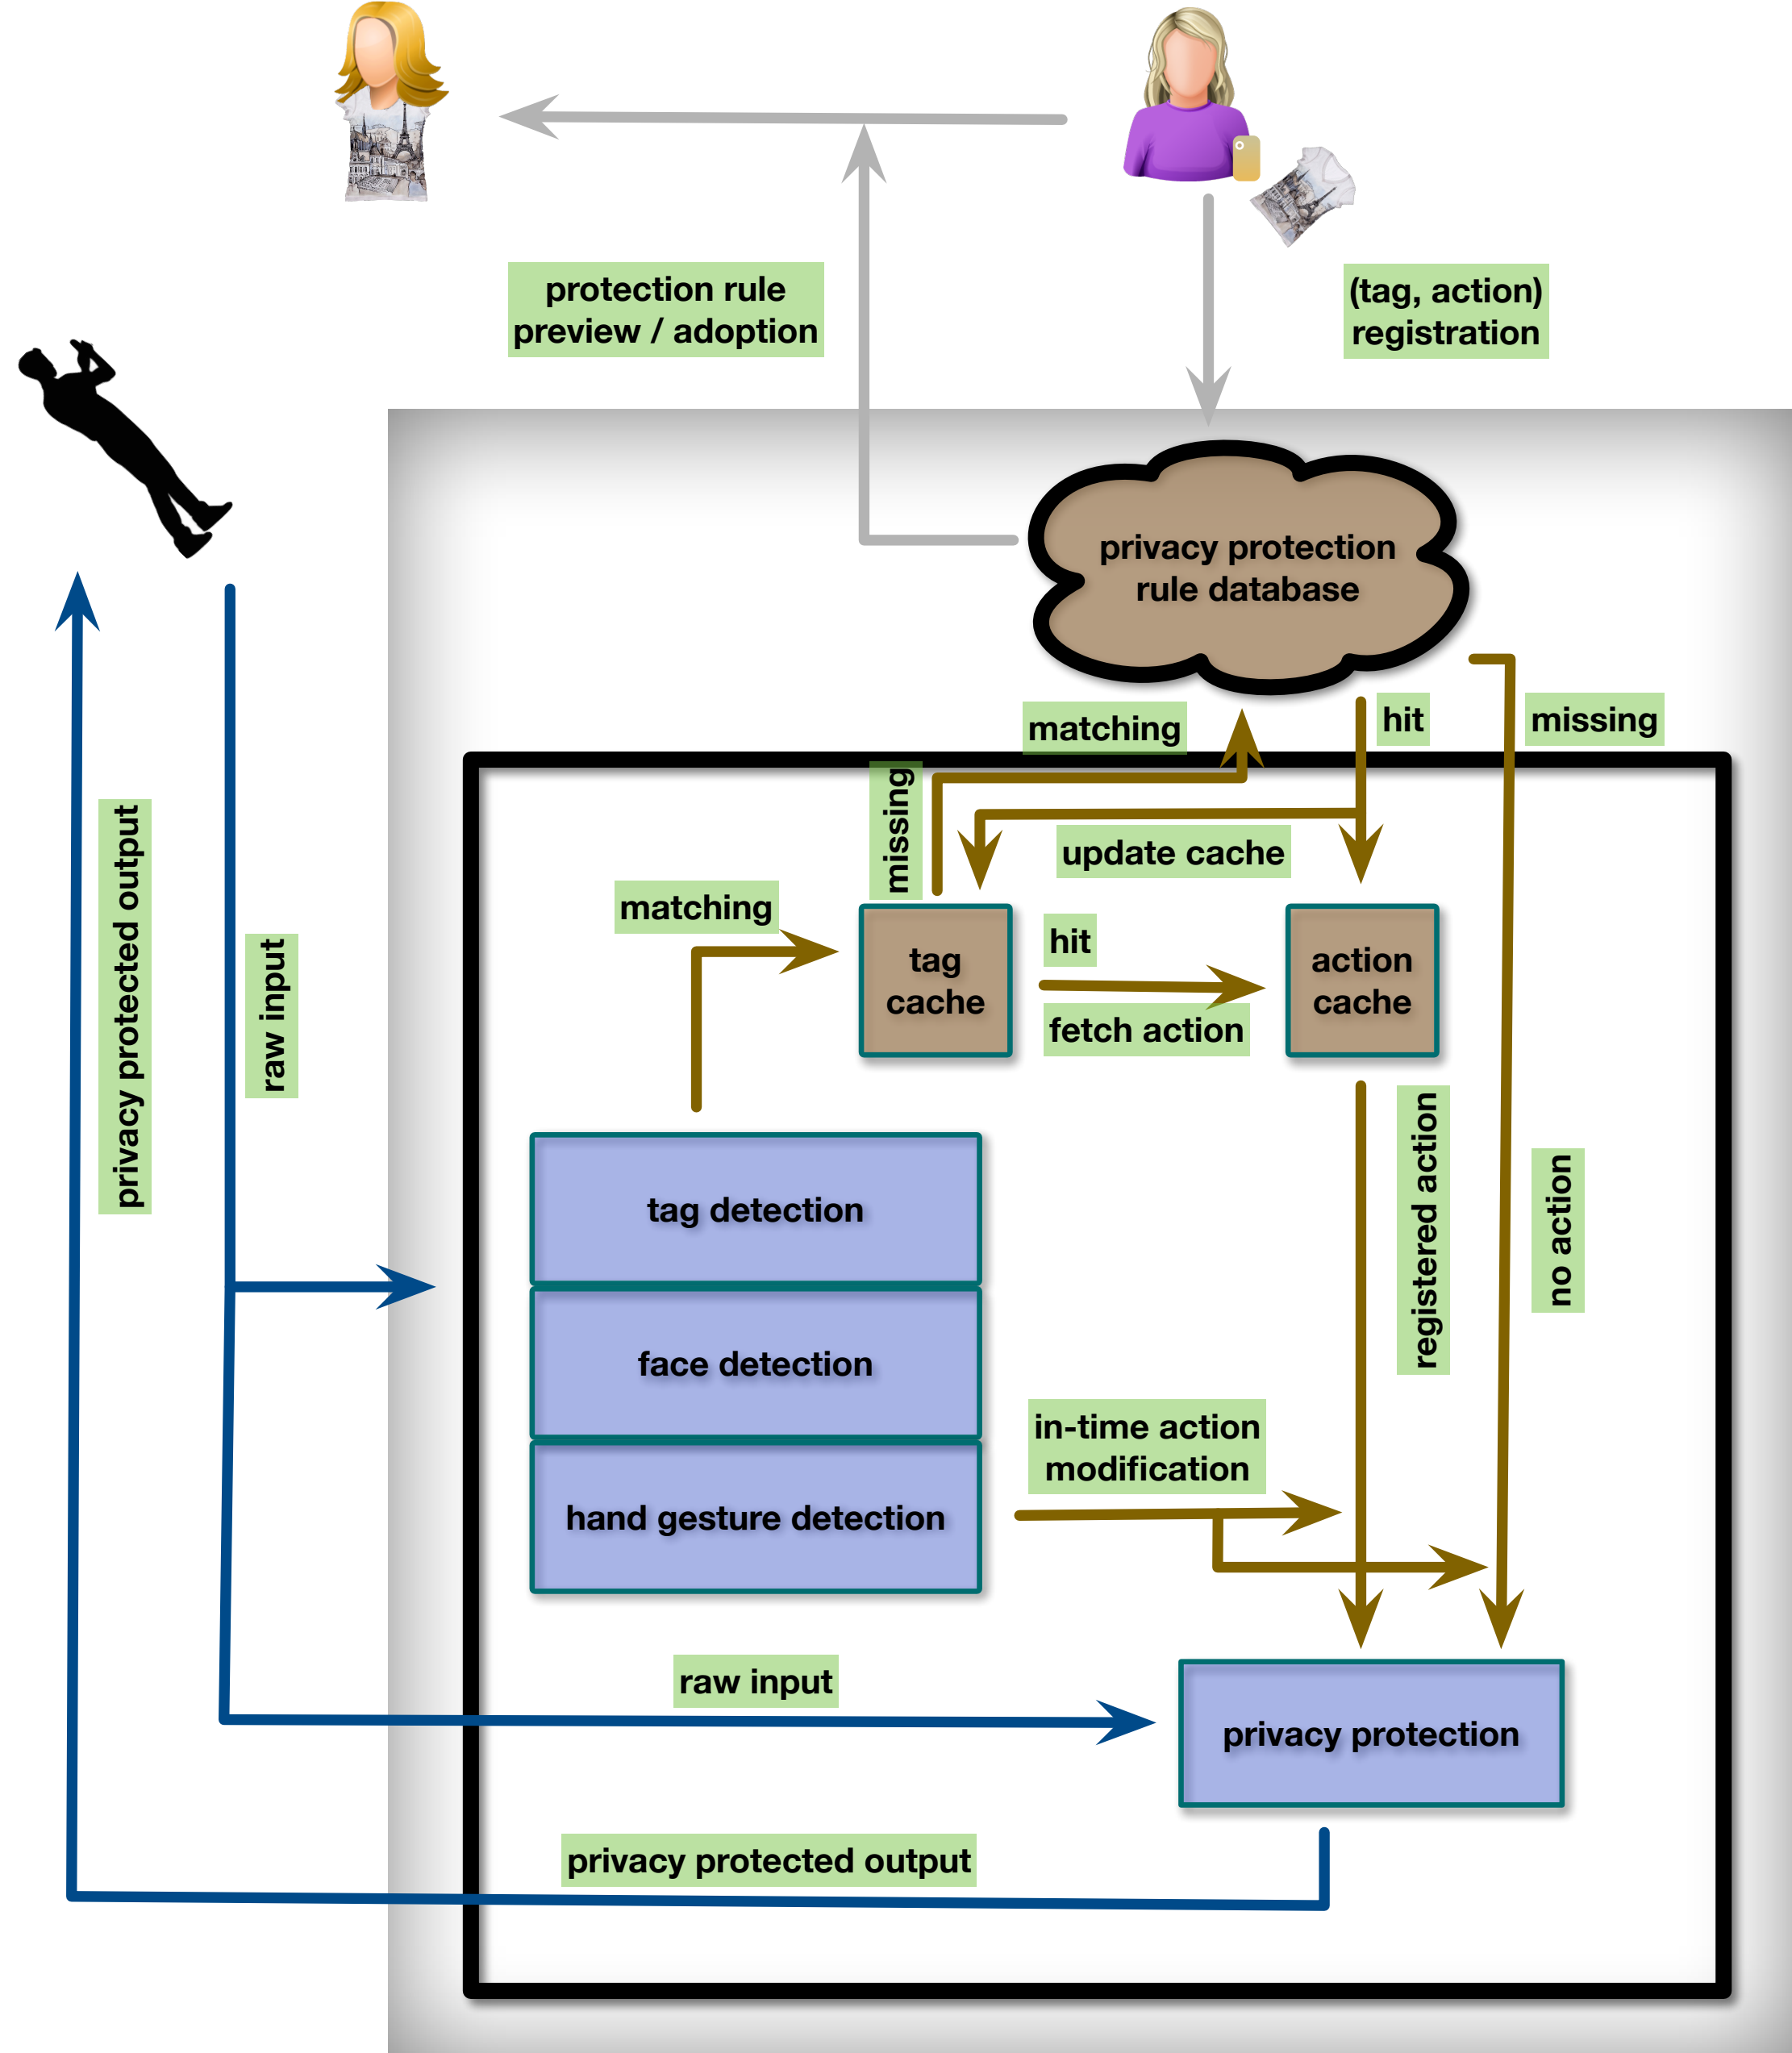 protection rule
preview / adoption
(tag, action)
registration
privacy protection
rule database
matching
hit
missing
missing
update cache
matching
tag
cache
hit
fetch action
action
cache
privacy protected output
raw input
registered action
no action
tag detection
face detection
hand gesture detection
in-time action
modification
raw input
privacy protection
privacy protected output